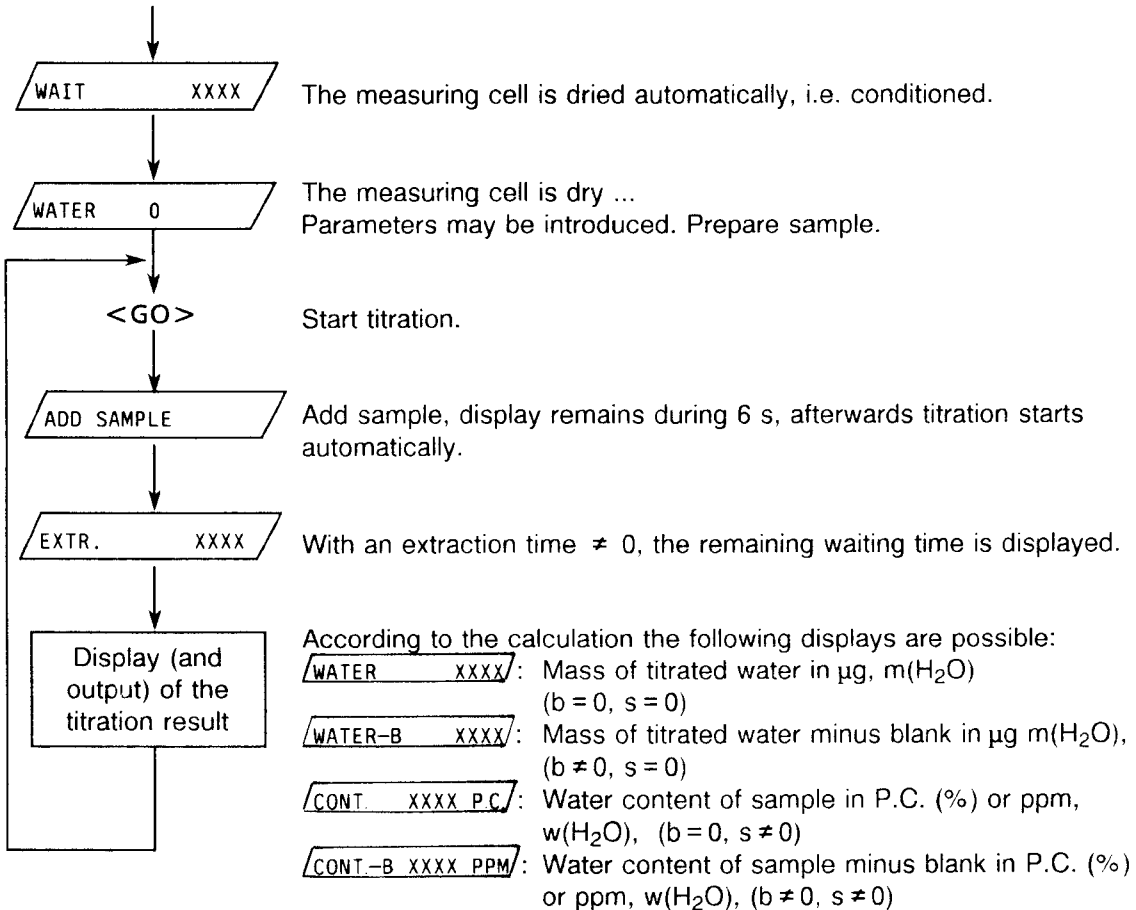 WAIT XXXX
The measuring cell is dried automatically, i.e. conditioned.
WATER 0
The measuring cell is dry ...
Parameters may be introduced. Prepare sample.
<GO>
Start titration.
ADD SAMPLE
Add sample, display remains during 6 s, afterwards titration starts
automatically.
EXTR. XXXX
With an extraction time ≠ 0, the remaining waiting time is displayed.
Display (and
output) of the
titration result
According to the calculation the following displays are possible:
WATER XXXX: Mass of titrated water in µg, m(H₂O)
(b = 0, s = 0)
WATER-B XXXX: Mass of titrated water minus blank in µg m(H₂O),
(b ≠ 0, s = 0)
CONT. XXXX P.C.: Water content of sample in P.C. (%) or ppm,
w(H₂O), (b = 0, s ≠ 0)
CONT.-B XXXX PPM: Water content of sample minus blank in P.C. (%)
or ppm, w(H₂O), (b ≠ 0, s ≠ 0)